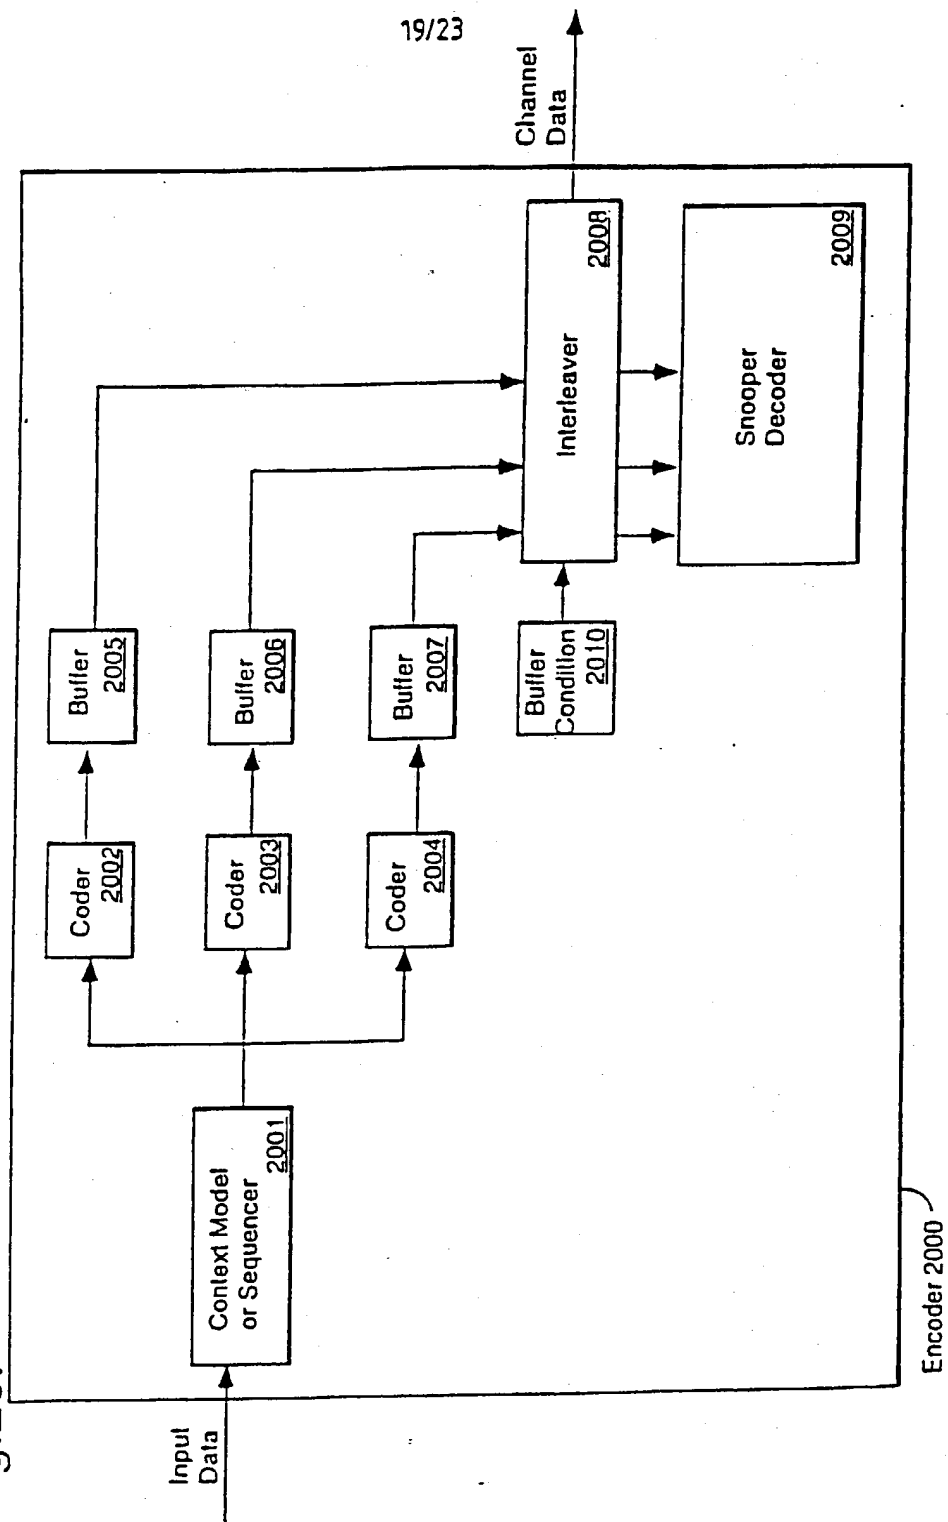 19/23
Input
Data
Context Model
or Sequencer
2001
Coder
2002
Coder
2003
Coder
2004
Buffer
2005
Buffer
2006
Buffer
2007
Buffer
Condition
2010
Interleaver
2008
Snooper
Decoder
2009
Channel
Data
Encoder 2000